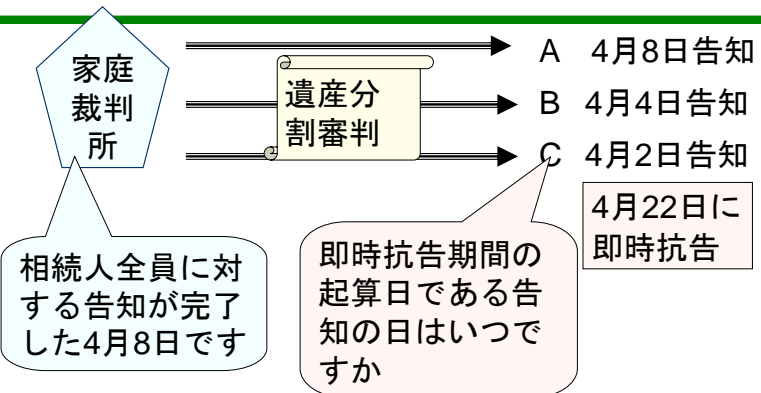 家庭
裁判
所
遺産分
割審判
A 4月8日告知
B 4月4日告知
C 4月2日告知
4月22日に
即時抗告
相続人全員に対
する告知が完了
した4月8日です
即時抗告期間の
起算日である告
知の日はいつで
すか